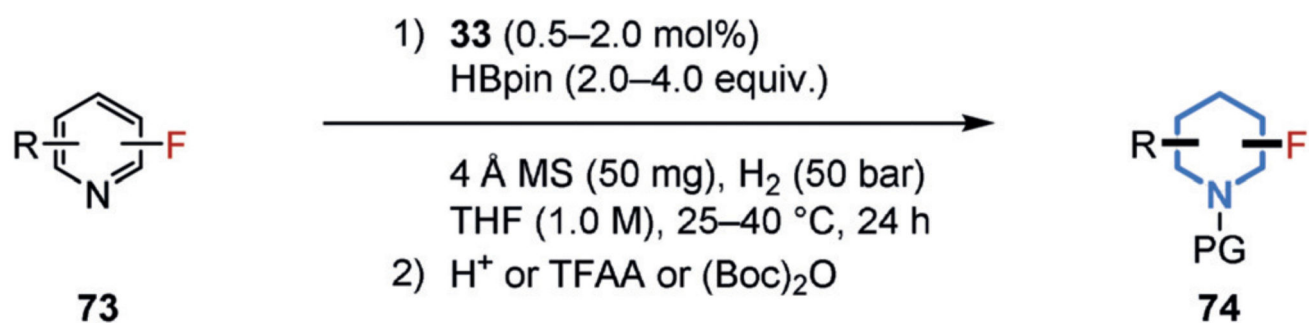 1) 33 (0.5–2.0 mol%)
HBpin (2.0–4.0 equiv.)
R
F
N
73
4 Å MS (50 mg), H₂ (50 bar)
THF (1.0 M), 25–40 °C, 24 h
2) H⁺ or TFAA or (Boc)₂O
R
F
N
PG
74